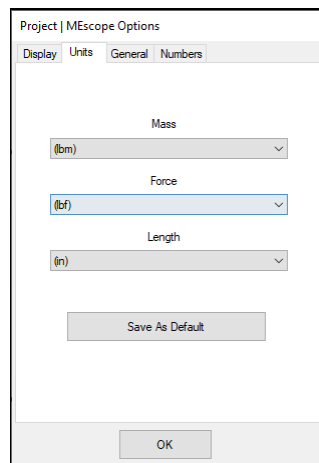 Project | MEscope Options
Display Units General Numbers
Mass
(lbm)
Force
(lbf)
Length
(in)
Save As Default
OK